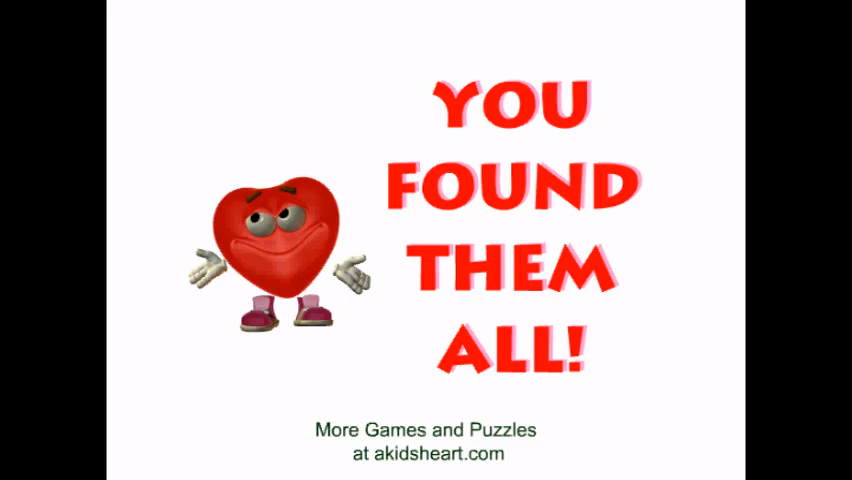 YOU
FOUND
THEM
ALL!
More Games and Puzzles
at akidsheart.com